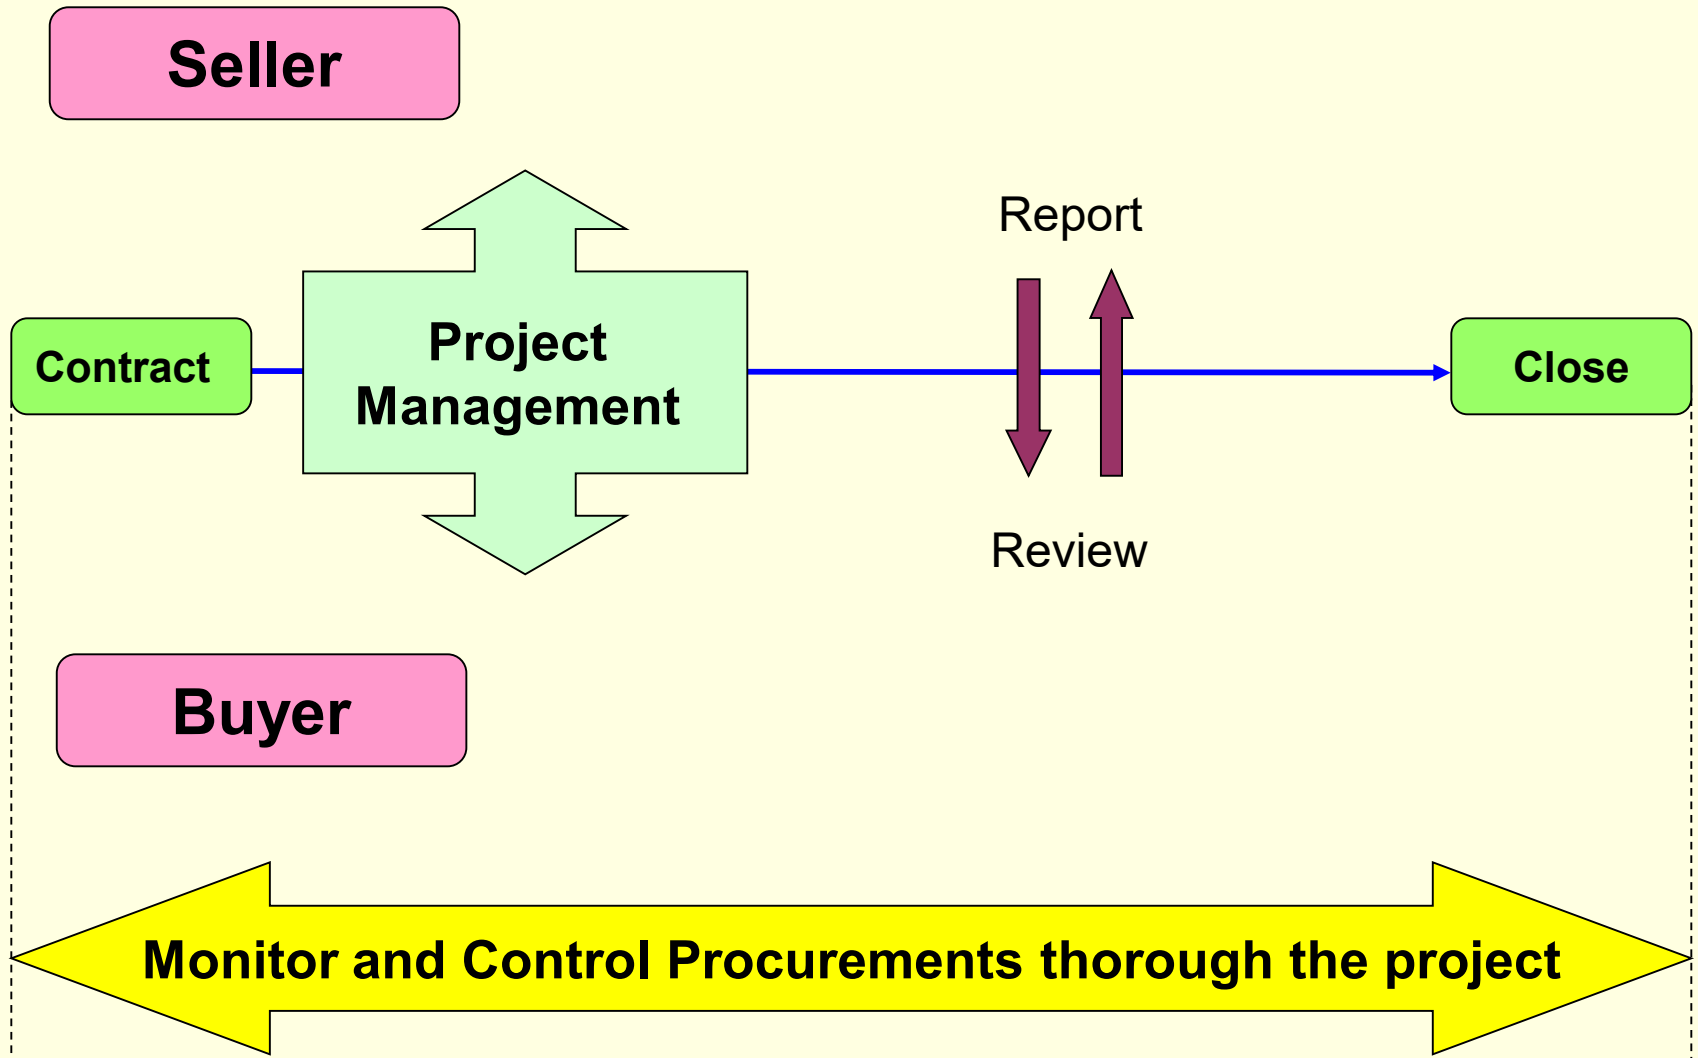 Seller
Report
Contract
Project
Management
Close
Review
Buyer
Monitor and Control Procurements thorough the project